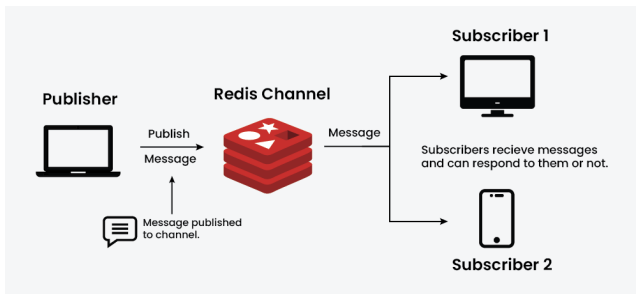 Publisher
Publish
Message
Message published
to channel.
Redis Channel
Message
Subscriber 1
Subscribers recieve messages
and can respond to them or not.
Subscriber 2